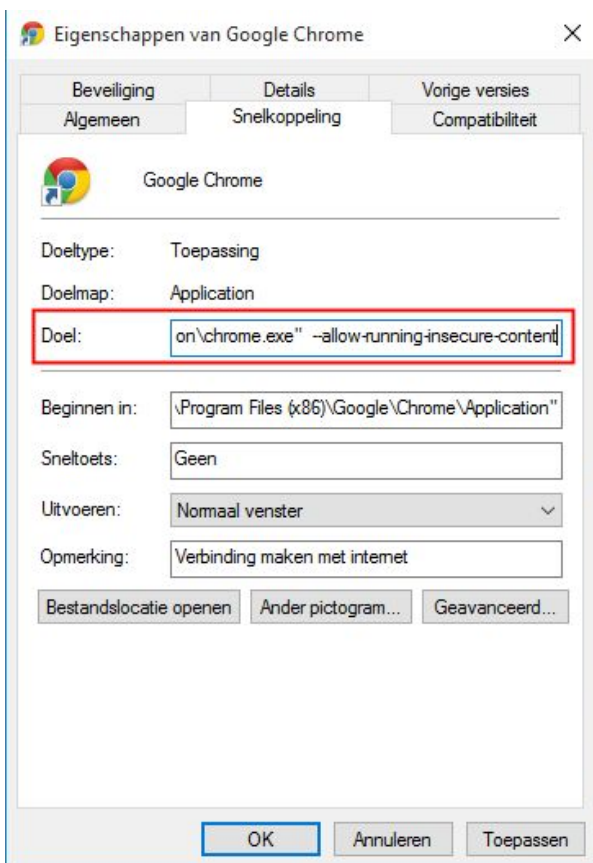 Eigenschappen van Google Chrome
Beveiliging Details Vorige versies
Algemeen Snelkoppeling Compatibiliteit
Google Chrome
Doeltype: Toepassing
Doelmap: Application
Doel: on\chrome.exe"  --allow-running-insecure-content
Beginnen in: \Program Files (x86)\Google\Chrome\Application"
Sneltoets: Geen
Uitvoeren: Normaal venster
Opmerking: Verbinding maken met internet
Bestandslocatie openen Ander pictogram... Geavanceerd...
OK Annuleren Toepassen